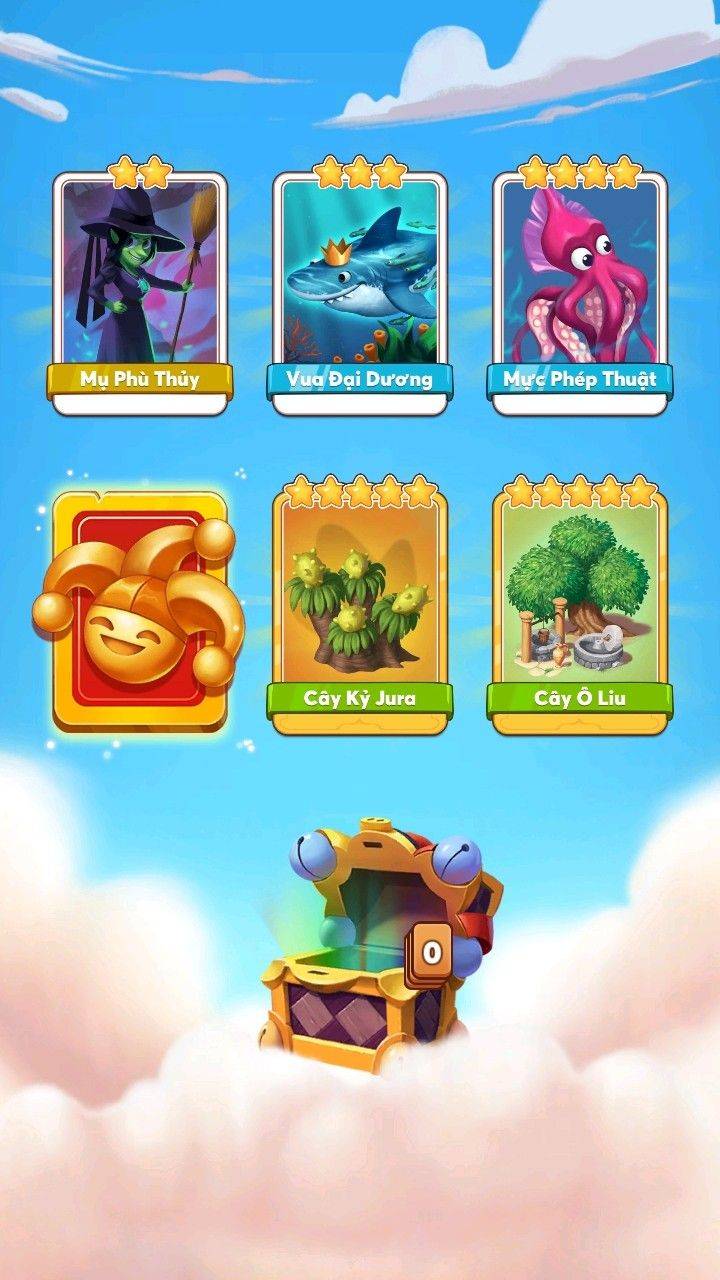 Mụ Phù Thủy
Vua Đại Dương
Mực Phép Thuật
Cây Kỷ Jura
Cây Ô Liu
0